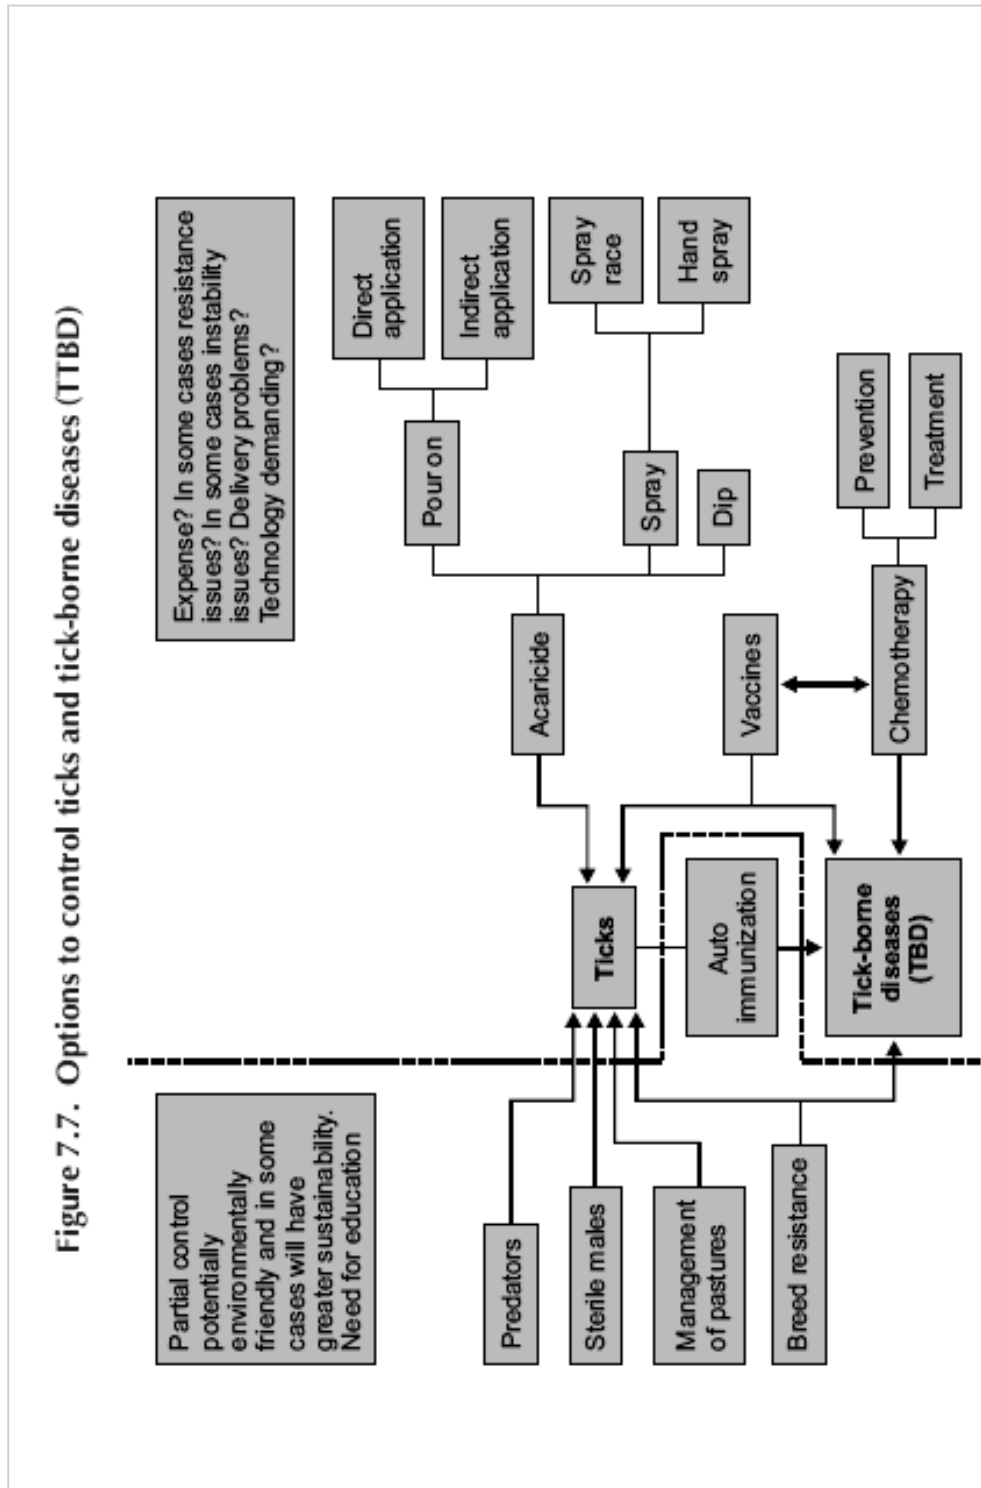 Figure 7.7. Options to control ticks and tick-borne diseases (TTBD)
Partial control
potentially
environmentally
friendly and in some
cases will have
greater sustainability.
Need for education
Expense? In some cases resistance
issues? In some cases instability
issues? Delivery problems?
Technology demanding?
Predators
Sterile males
Management
of pastures
Breed resistance
Ticks
Auto
immunization
Tick-borne
diseases
(TBD)
Acaricide
Vaccines
Chemotherapy
Pour on
Spray
Dip
Direct
application
Indirect
application
Spray
race
Hand
spray
Prevention
Treatment